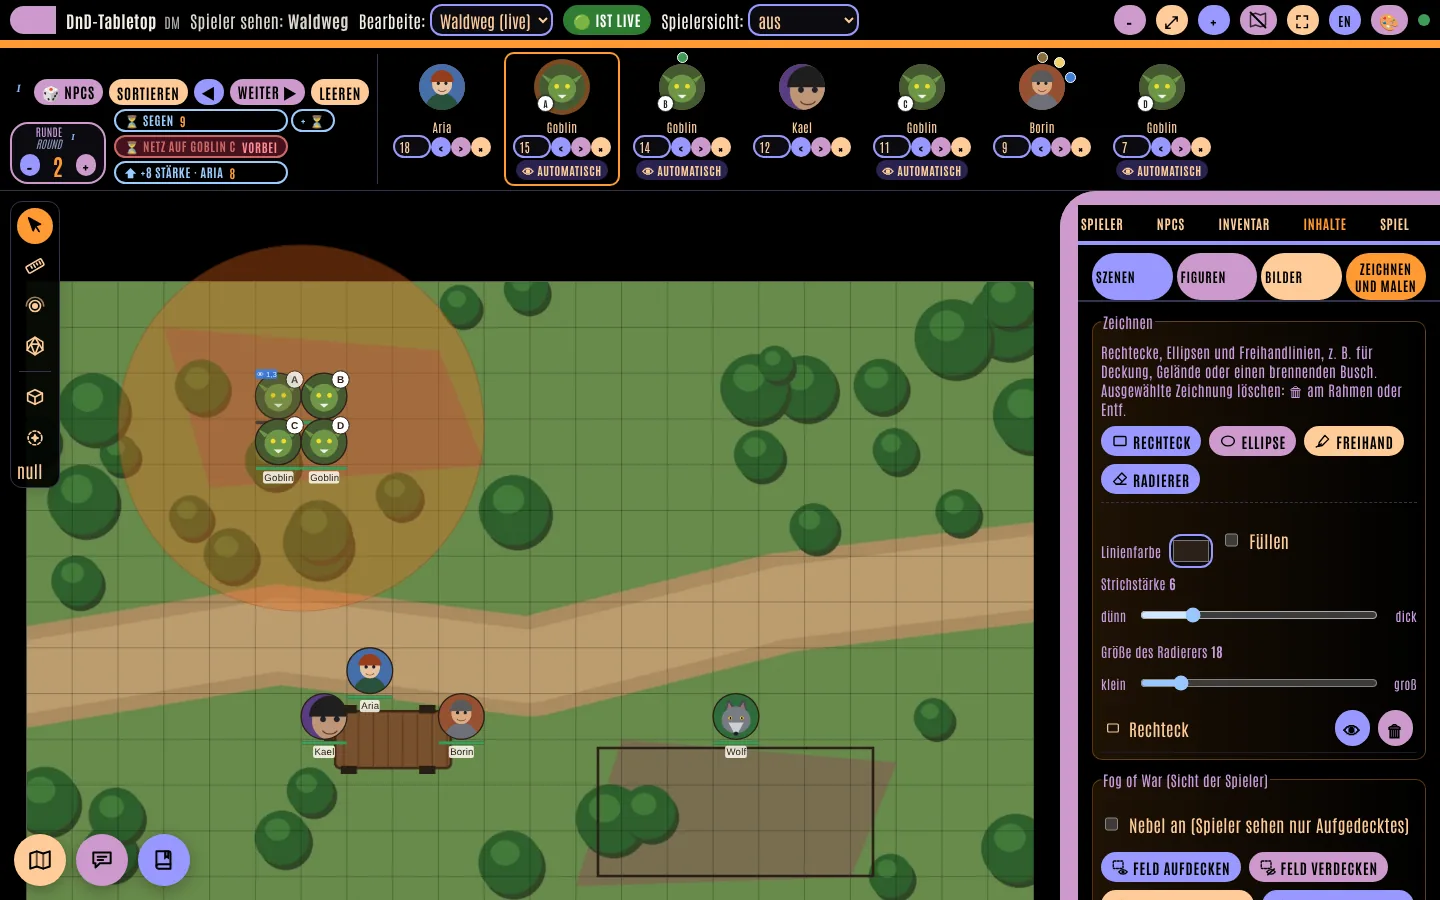 DnD-Tabletop DM Spieler sehen: Waldweg Bearbeite: Waldweg (live) IST LIVE Spielersicht: aus - + EN
NPCS SORTIEREN ◀ WEITER ▶ LEEREN
RUNDE
ROUND
- 2 +
SEGEN 9 +
NETZ AUF GOBLIN C VORBEI
+8 STÄRKE · ARIA 8
Aria
18 < > ×
A
Goblin
15 < > ×
AUTOMATISCH
B
Goblin
14 < > ×
AUTOMATISCH
Kael
12 < > ×
C
Goblin
11 < > ×
AUTOMATISCH
Borin
9 < > ×
D
Goblin
7 < > ×
AUTOMATISCH
null
1,3
A B
C D
Goblin Goblin
Aria
Kael Borin
Wolf
SPIELER NPCS INVENTAR INHALTE SPIEL
SZENEN FIGUREN BILDER ZEICHNEN UND MALEN
Zeichnen
Rechtecke, Ellipsen und Freihandlinien, z. B. für
Deckung, Gelände oder einen brennenden Busch.
Ausgewählte Zeichnung löschen: 🗑 am Rahmen oder
Entf.
RECHTECK ELLIPSE FREIHAND
RADIERER
Linienfarbe Füllen
Strichstärke 6
dünn dick
Größe des Radierers 18
klein groß
Rechteck
Fog of War (Sicht der Spieler)
Nebel an (Spieler sehen nur Aufgedecktes)
FELD AUFDECKEN FELD VERDECKEN